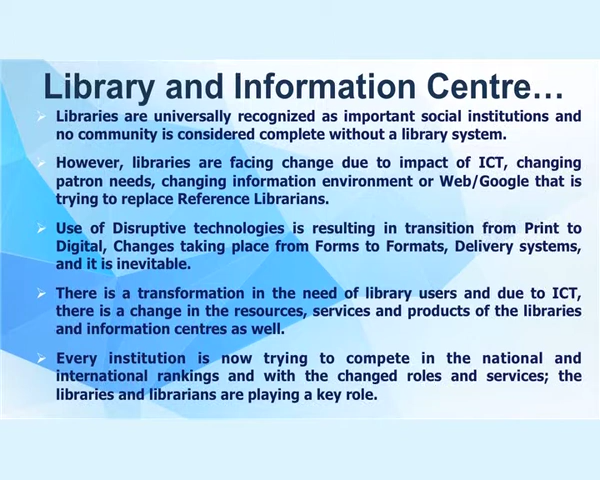 Library and Information Centre…
Libraries are universally recognized as important social institutions and
no community is considered complete without a library system.
However, libraries are facing change due to impact of ICT, changing
patron needs, changing information environment or Web/Google that is
trying to replace Reference Librarians.
Use of Disruptive technologies is resulting in transition from Print to
Digital, Changes taking place from Forms to Formats, Delivery systems,
and it is inevitable.
There is a transformation in the need of library users and due to ICT,
there is a change in the resources, services and products of the libraries
and information centres as well.
Every institution is now trying to compete in the national and
international rankings and with the changed roles and services; the
libraries and librarians are playing a key role.